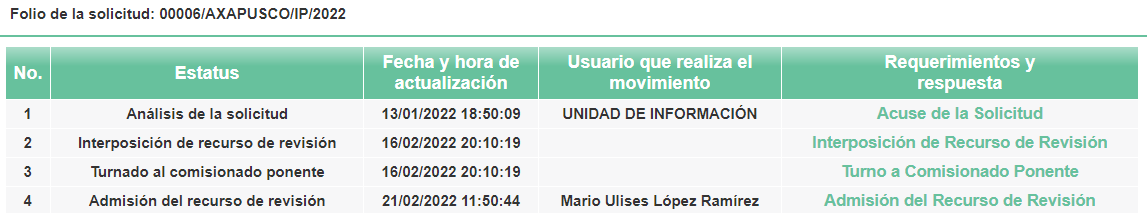 Folio de la solicitud: 00006/AXAPUSCO/IP/2022
No. Estatus Fecha y hora de actualización Usuario que realiza el movimiento Requerimientos y respuesta
1 Análisis de la solicitud 13/01/2022 18:50:09 UNIDAD DE INFORMACIÓN Acuse de la Solicitud
2 Interposición de recurso de revisión 16/02/2022 20:10:19 Interposición de Recurso de Revisión
3 Turnado al comisionado ponente 16/02/2022 20:10:19 Turno a Comisionado Ponente
4 Admisión del recurso de revisión 21/02/2022 11:50:44 Mario Ulises López Ramírez Admisión del Recurso de Revisión